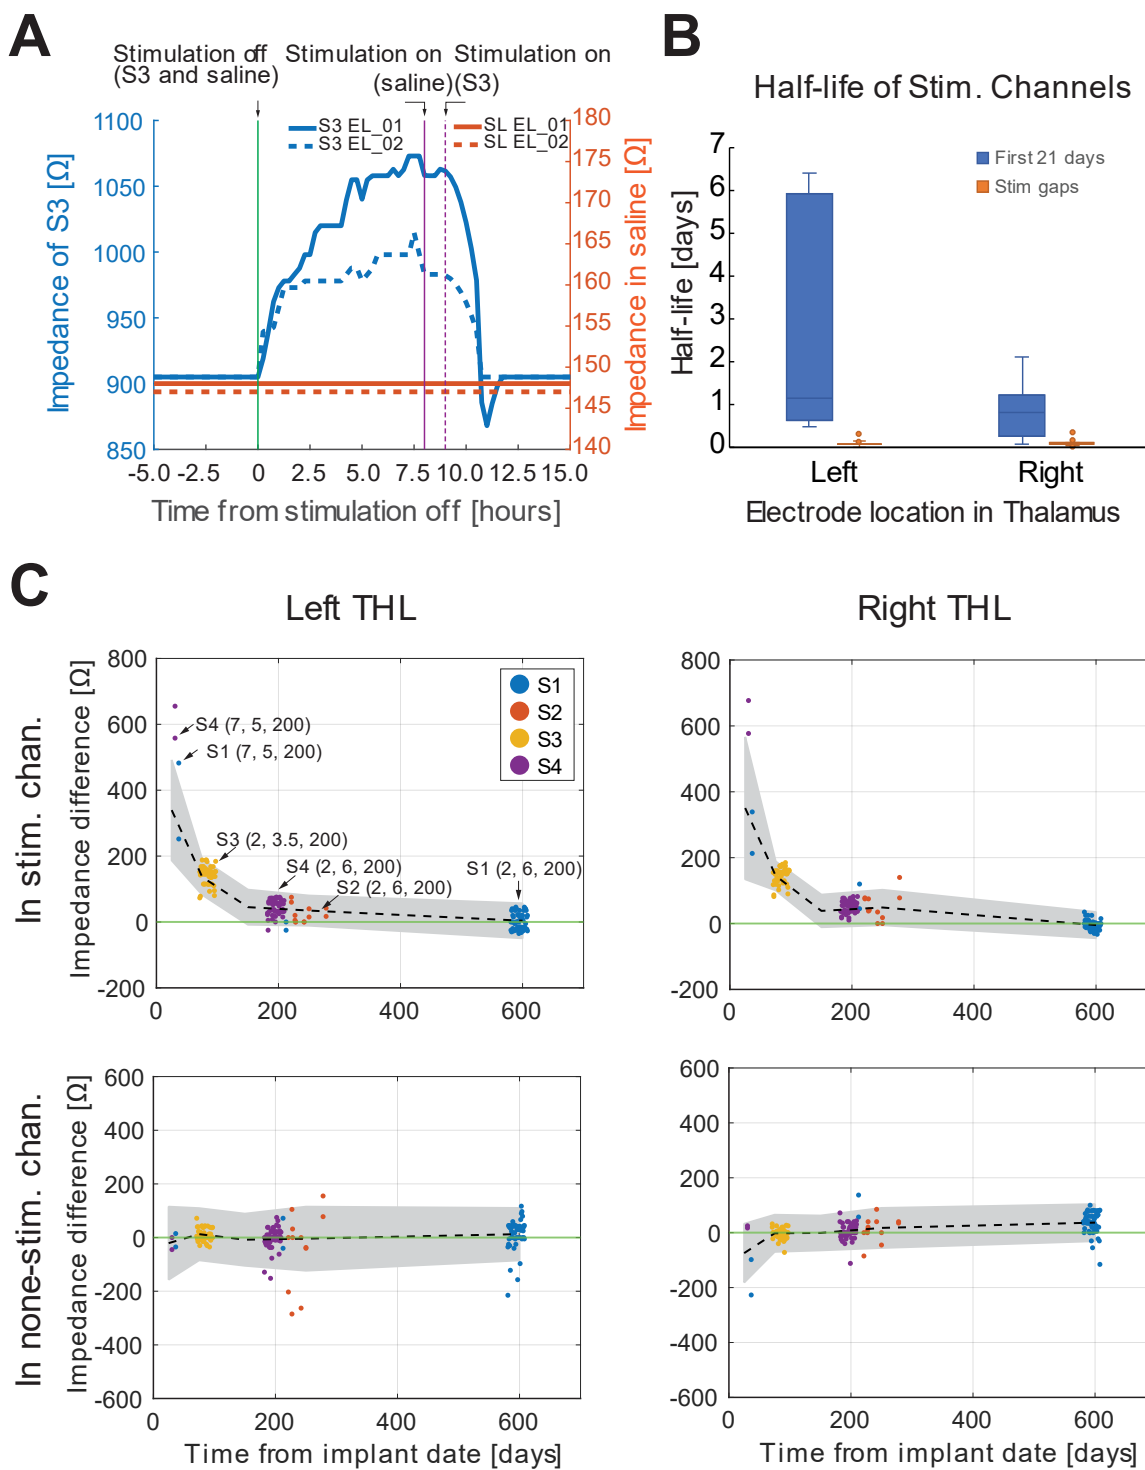 A
Stimulation off
(S3 and saline)
Stimulation on
(saline)
Stimulation on
(S3)
S3 EL_01
S3 EL_02
SL EL_01
SL EL_02
Impedance of S3 [Ω]
1100
1050
1000
950
900
850
180
175
170
165
160
155
150
145
140
Impedance in saline [Ω]
-5.0 -2.5 0 2.5 5.0 7.5 10.0 12.5 15.0
Time from stimulation off [hours]
B
Half-life of Stim. Channels
First 21 days
Stim gaps
Half-life [days]
7
6
5
4
3
2
1
0
Left Right
Electrode location in Thalamus
C
Left THL
Right THL
In stim. chan.
Impedance difference [Ω]
800
600
400
200
0
-200
S1
S2
S3
S4
S4 (7, 5, 200)
S1 (7, 5, 200)
S3 (2, 3.5, 200)
S4 (2, 6, 200)
S2 (2, 6, 200)
S1 (2, 6, 200)
0 200 400 600
Impedance difference [Ω]
800
600
400
200
0
-200
0 200 400 600
In none-stim. chan.
Impedance difference [Ω]
600
400
200
0
-200
-400
-600
0 200 400 600
Time from implant date [days]
Impedance difference [Ω]
600
400
200
0
-200
-400
-600
0 200 400 600
Time from implant date [days]